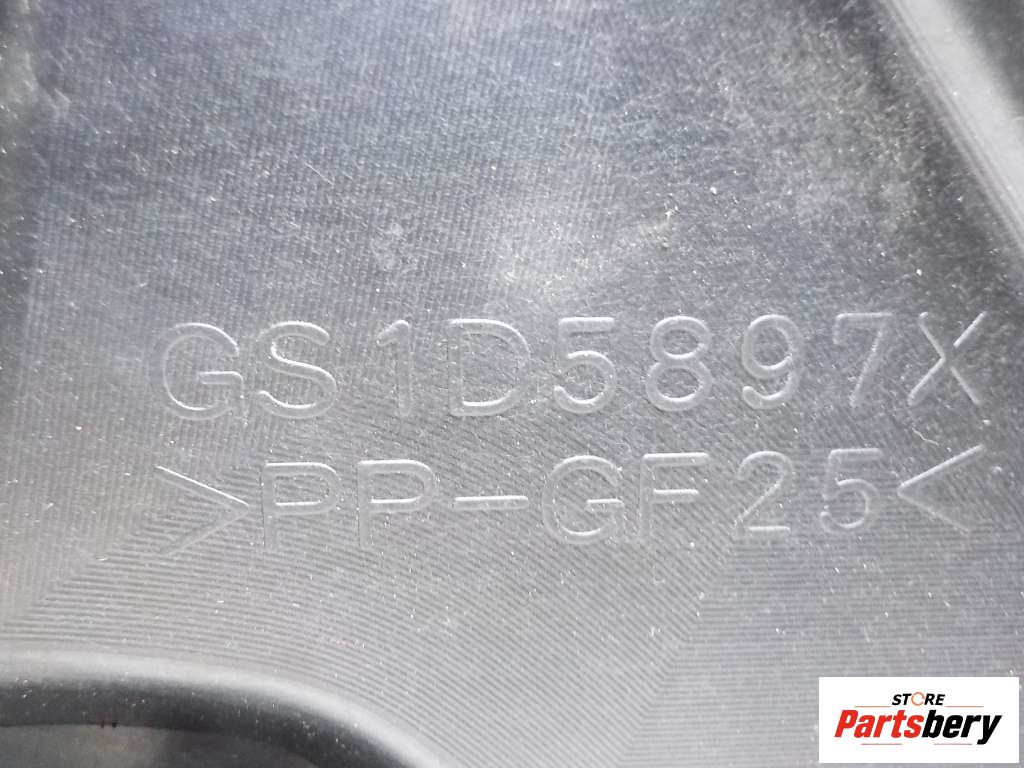 GS1D5897X
>PP-GF25<
STORE
Partsbery